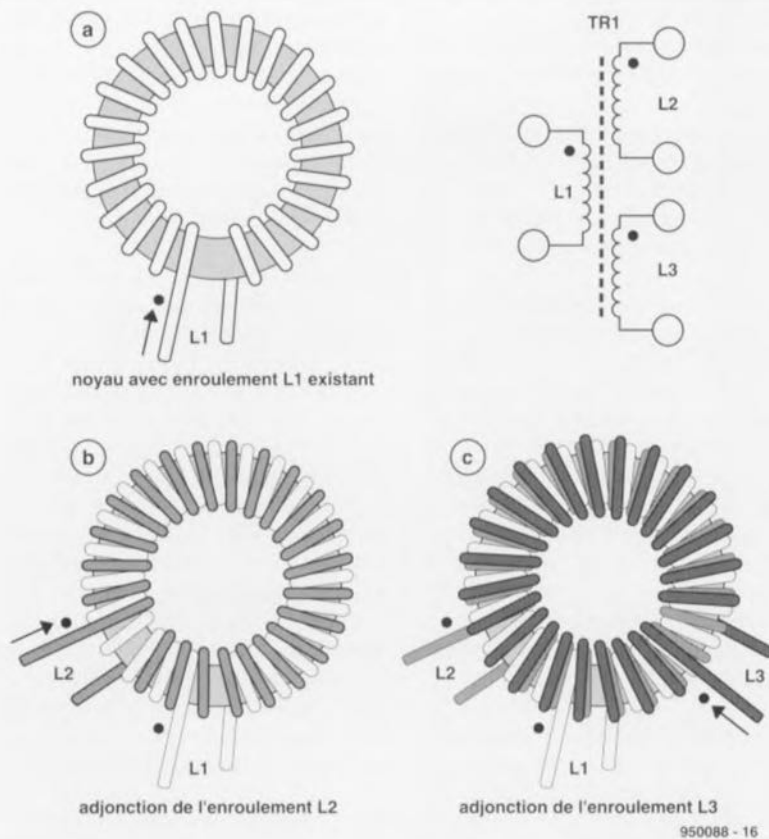 a
TR1
L2
L1
L3
L1
noyau avec enroulement L1 existant
b
c
L2
L1
L2
L3
L1
adjonction de l'enroulement L2
adjonction de l'enroulement L3
950088 - 16